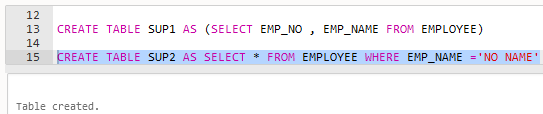 12
13 CREATE TABLE SUP1 AS (SELECT EMP_NO , EMP_NAME FROM EMPLOYEE)
14
15 CREATE TABLE SUP2 AS SELECT * FROM EMPLOYEE WHERE EMP_NAME ='NO NAME'
Table created.